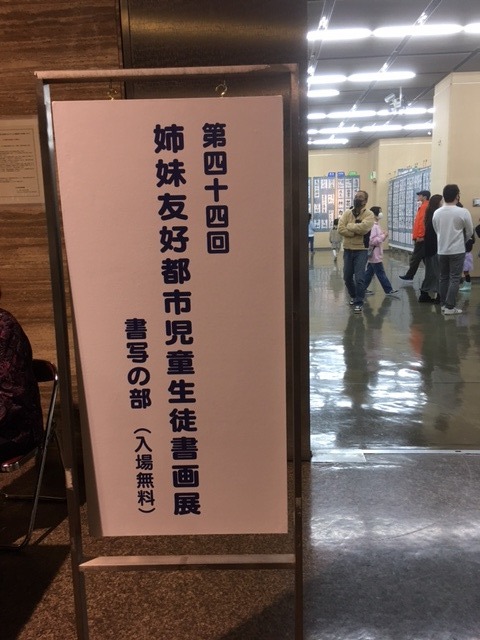 第四十四回
姉妹友好都市児童生徒書画展
書写の部 (入場無料)